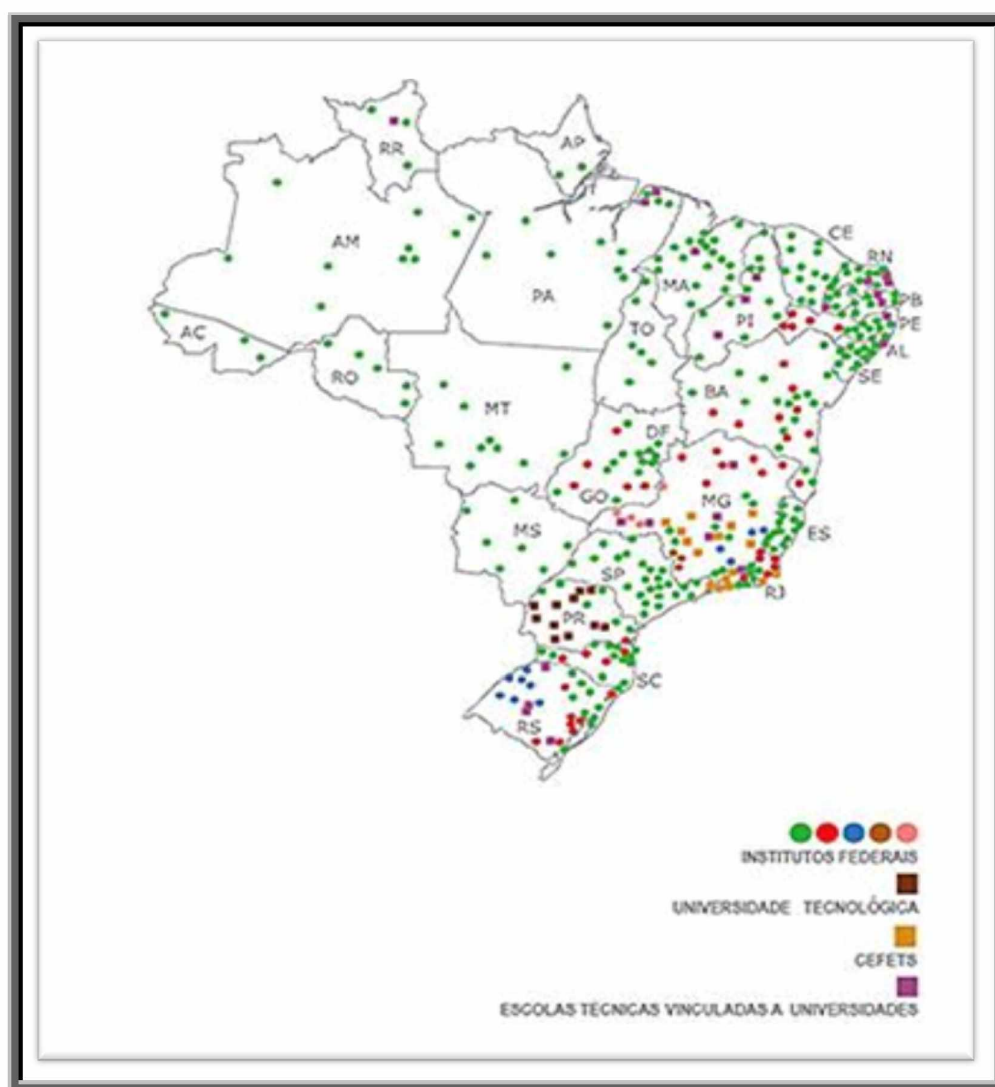 RR
AP
AM
PA
MA
CE
RN
PB
PE
AL
SE
PI
TO
AC
RO
MT
BA
DF
GO
MG
ES
MS
SP
RJ
PR
SC
RS
INSTITUTOS FEDERAIS
UNIVERSIDADE TECNOLÓGICA
CEFETS
ESCOLAS TÉCNICAS VINCULADAS A UNIVERSIDADES